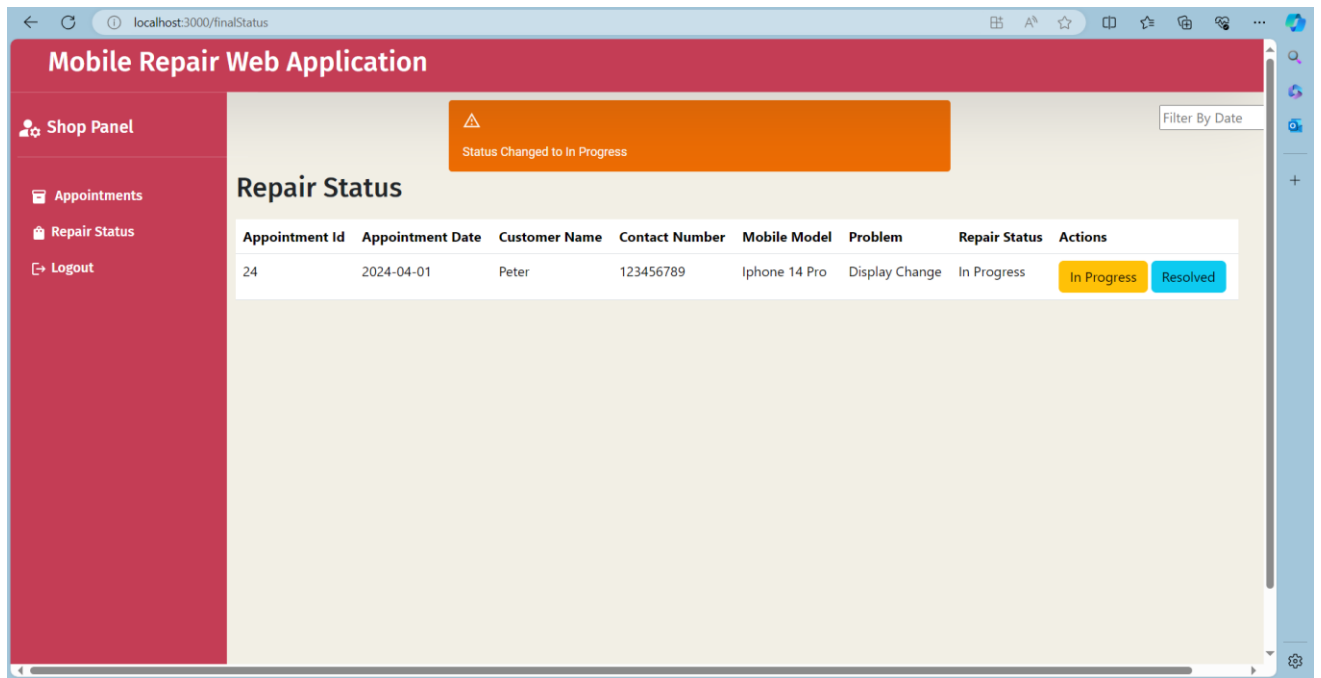 localhost:3000/finalStatus
Mobile Repair Web Application
Shop Panel
Filter By Date
Status Changed to In Progress
Appointments
Repair Status
Logout
Repair Status
Appointment Id Appointment Date Customer Name Contact Number Mobile Model Problem Repair Status Actions
24 2024-04-01 Peter 123456789 Iphone 14 Pro Display Change In Progress In Progress Resolved